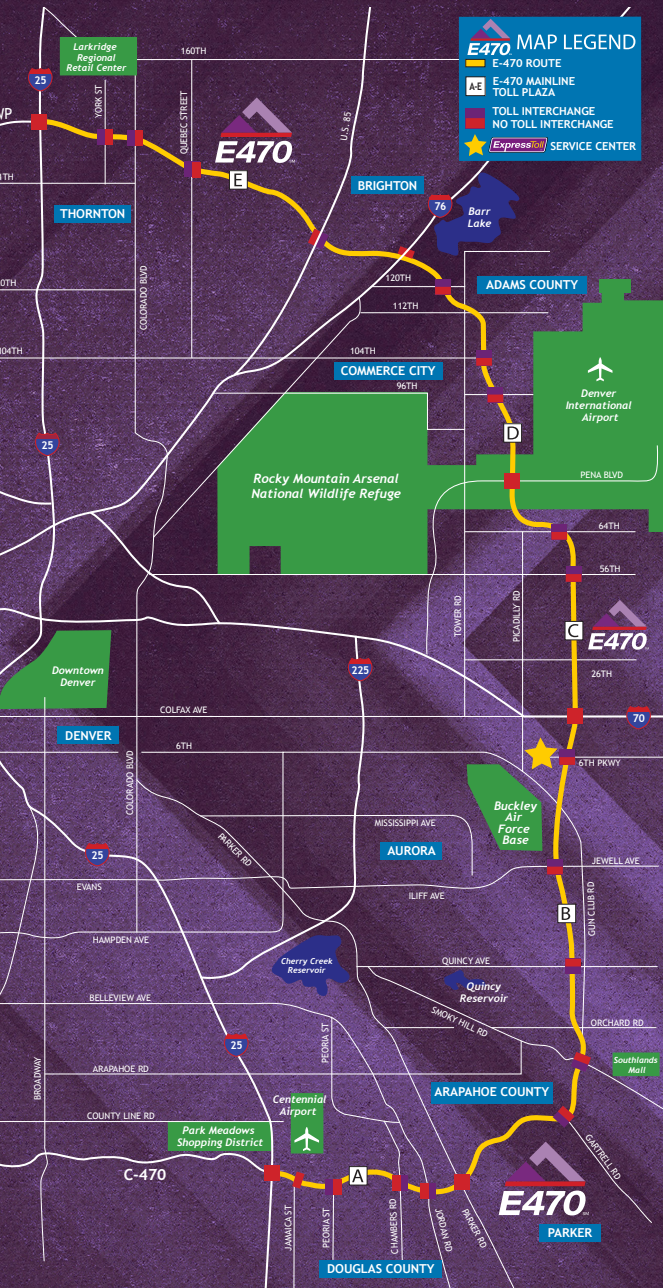 E470
MAP LEGEND
E-470 ROUTE
A-E
E-470 MAINLINE
TOLL PLAZA
TOLL INTERCHANGE
NO TOLL INTERCHANGE
ExpressToll SERVICE CENTER
Larkridge
Regional
Retail Center
160TH
25
YORK ST
QUEBEC STREET
U.S. 85
WP
E470
E
BRIGHTON
76
Barr
Lake
THORNTON
COLORADO BLVD
120TH
ADAMS COUNTY
112TH
104TH
104TH
COMMERCE CITY
96TH
Denver
International
Airport
25
D
Rocky Mountain Arsenal
National Wildlife Refuge
PENA BLVD
64TH
56TH
TOWER RD
PICADILLY RD
C
E470
26TH
225
Downtown
Denver
COLFAX AVE
70
DENVER
6TH
COLORADO BLVD
6TH PKWY
Buckley
Air
Force
Base
MISSISSIPPI AVE
PARKER RD
AURORA
25
JEWELL AVE
EVANS
ILIFF AVE
GUN CLUB RD
B
HAMPDEN AVE
Cherry Creek
Reservoir
QUINCY AVE
Quincy
Reservoir
BELLEVIEW AVE
SMOKY HILL RD
ORCHARD RD
25
PEORIA ST
Southlands
Mall
BROADWAY
ARAPAHOE RD
ARAPAHOE COUNTY
Centennial
Airport
COUNTY LINE RD
Park Meadows
Shopping District
GARTRELL RD
C-470
A
E470
JAMAICA ST
PEORIA ST
CHAMBERS RD
JORDAN RD
PARKER RD
PARKER
DOUGLAS COUNTY